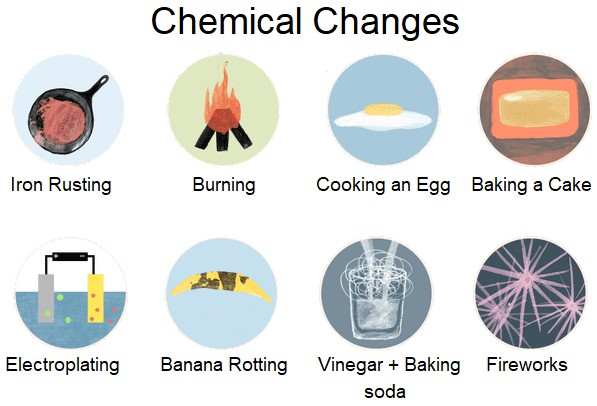 Chemical Changes
Iron Rusting
Burning
Cooking an Egg
Baking a Cake
Electroplating
Banana Rotting
Vinegar + Baking
soda
Fireworks